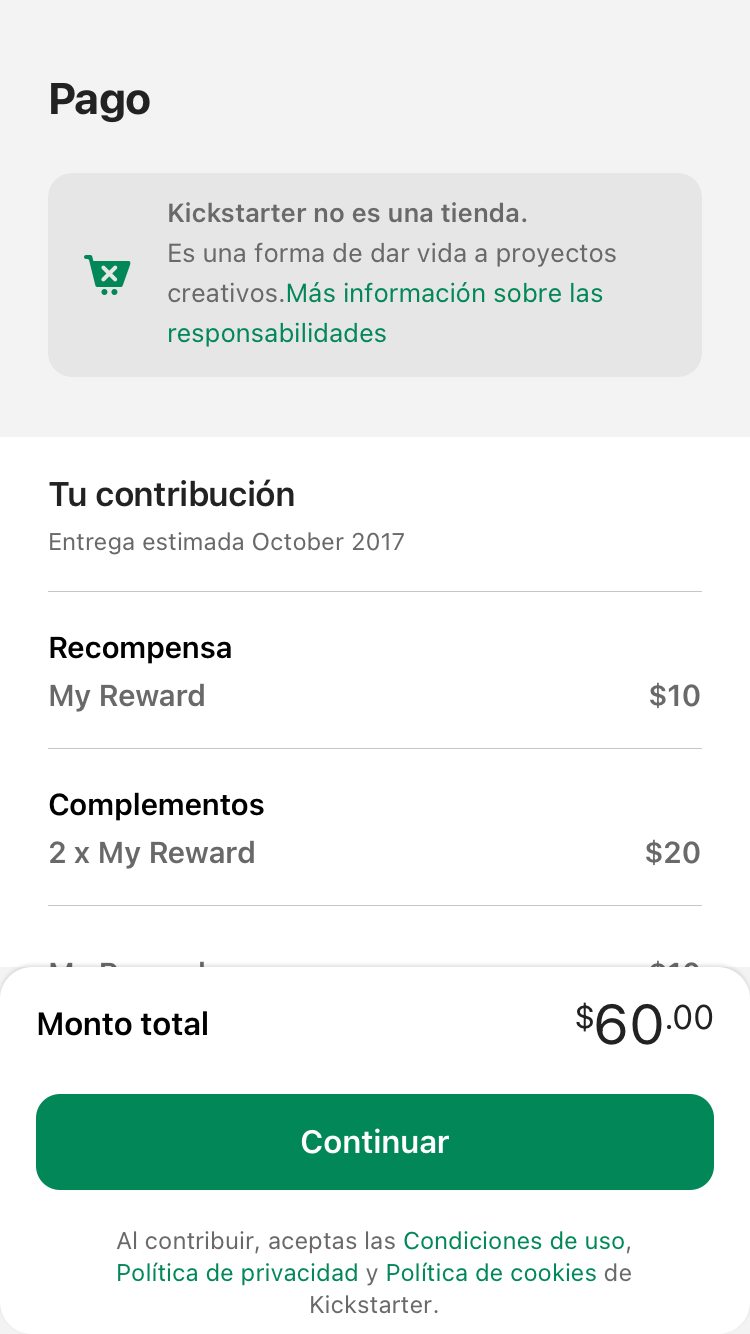 Pago
Kickstarter no es una tienda.
Es una forma de dar vida a proyectos
creativos.Más información sobre las
responsabilidades
Tu contribución
Entrega estimada October 2017
Recompensa
My Reward $10
Complementos
2 x My Reward $20
Monto total $60.00
Continuar
Al contribuir, aceptas las Condiciones de uso,
Política de privacidad y Política de cookies de
Kickstarter.